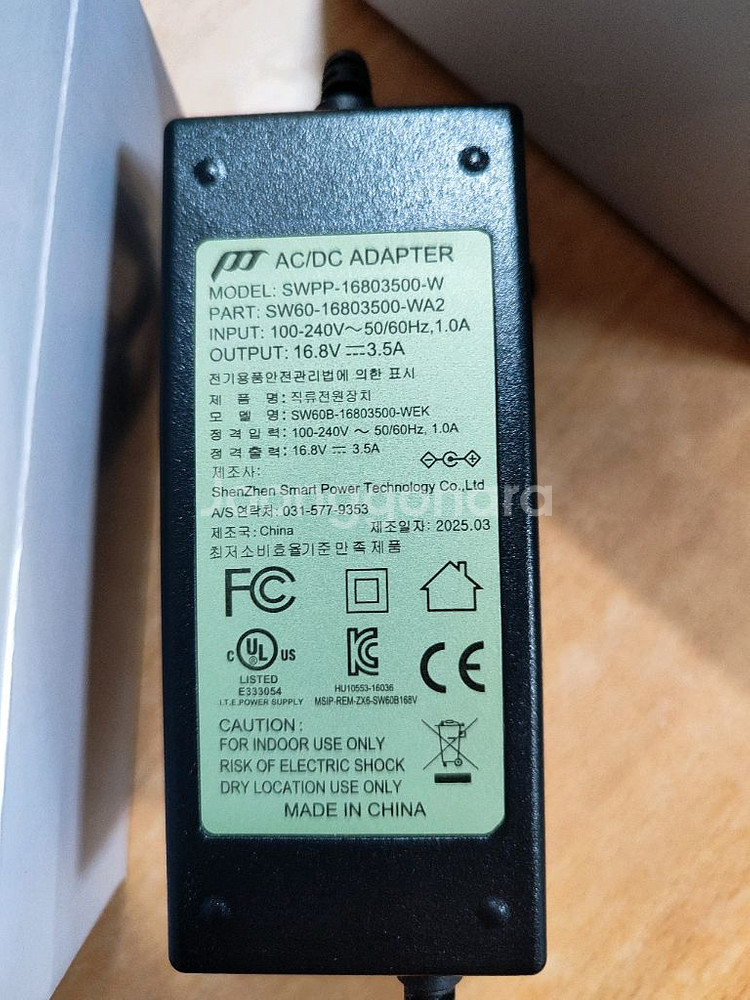 AC/DC ADAPTER
MODEL: SWPP-16803500-W
PART: SW60-16803500-WA2
INPUT: 100-240V～50/60Hz,1.0A
OUTPUT: 16.8V⎓3.5A
전기용품안전관리법에 의한 표시
제 품 명: 직류전원장치
모 델 명: SW60B-16803500-WEK
정 격 입 력: 100-240V ～ 50/60Hz, 1.0A
정 격 출 력: 16.8V ⎓ 3.5A
제조사:
ShenZhen Smart Power Technology Co.,Ltd
A/S연락처: 031-577-9353
제조국: China 제조일자: 2025.03
최저소비효율기준만족제품
FC
C UL US
LISTED
E333054
I.T.E.POWER SUPPLY
HU10553-16036
MSIP-REM-ZX6-SW60B168V
CE
CAUTION :
FOR INDOOR USE ONLY
RISK OF ELECTRIC SHOCK
DRY LOCATION USE ONLY
MADE IN CHINA